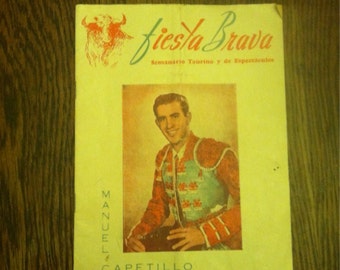 fiesta Brava
Semanario Taurino y de Espectáculos
MANUEL
CAPETILLO